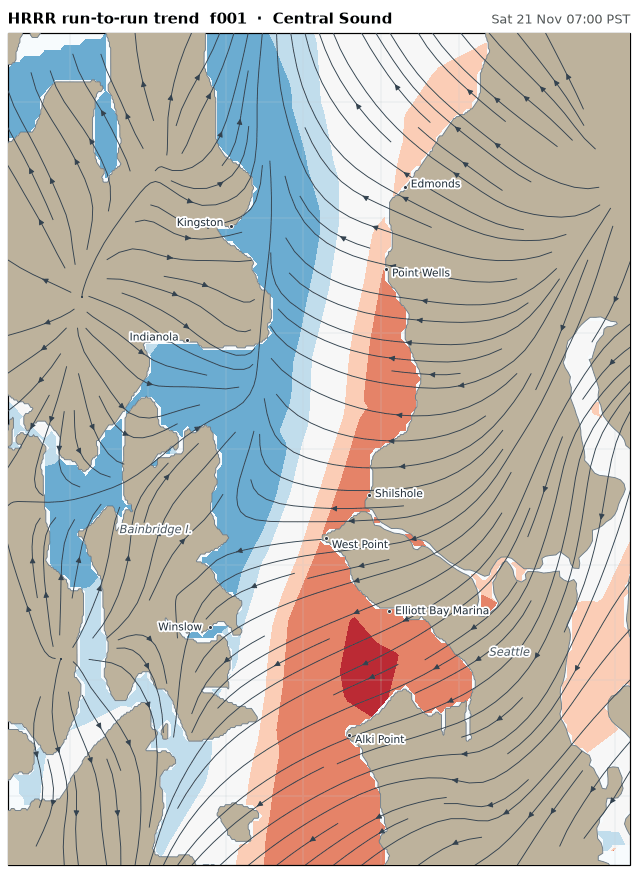 HRRR run-to-run trend  f001  ·  Central Sound
Sat 21 Nov 07:00 PM PST
Edmonds
Kingston
Point Wells
Indianola
Shilshole
Bainbridge I.
West Point
Elliott Bay Marina
Winslow
Seattle
Alki Point